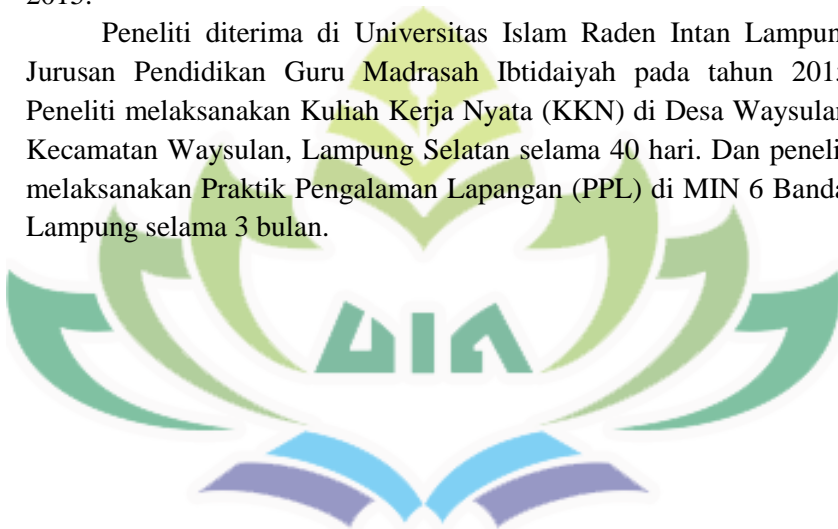 2015.
Peneliti diterima di Universitas Islam Raden Intan Lampun
Jurusan Pendidikan Guru Madrasah Ibtidaiyah pada tahun 201
Peneliti melaksanakan Kuliah Kerja Nyata (KKN) di Desa Waysulan
Kecamatan Waysulan, Lampung Selatan selama 40 hari. Dan peneli
melaksanakan Praktik Pengalaman Lapangan (PPL) di MIN 6 Banda
Lampung selama 3 bulan.
UIN